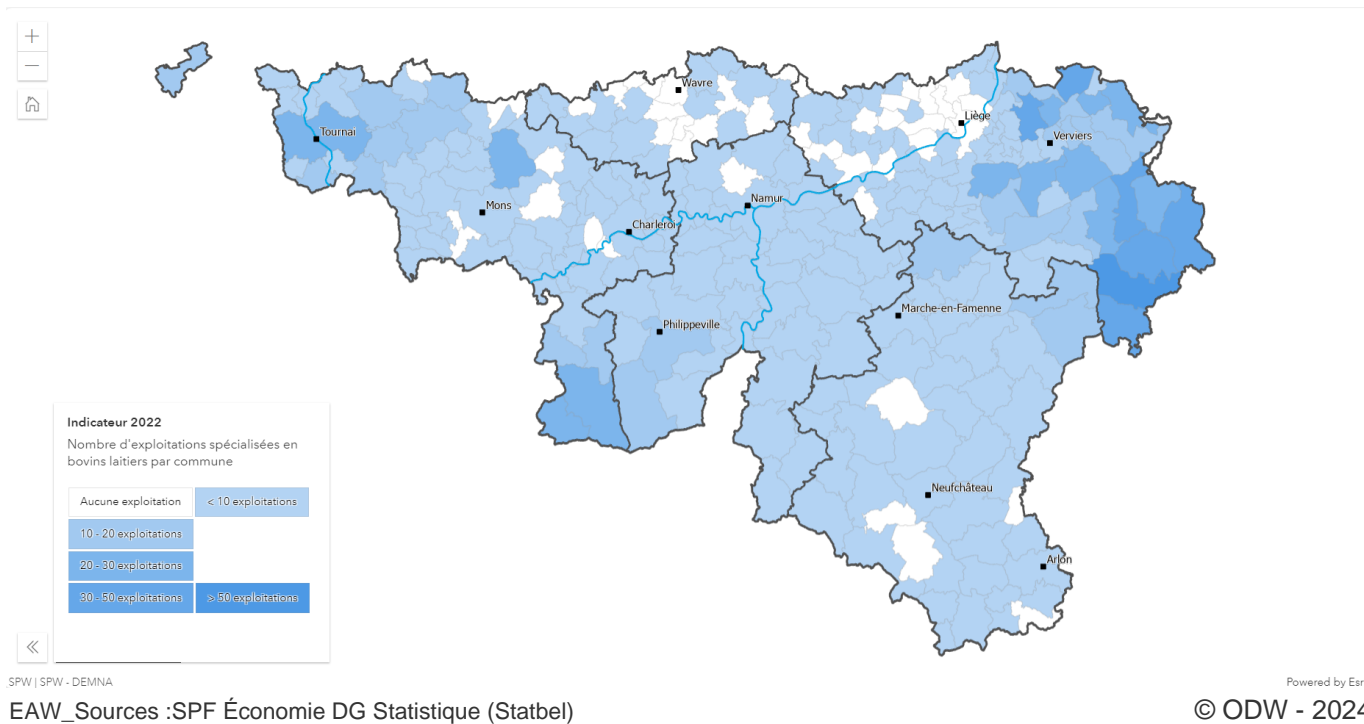 +
Wavre
−
Liège
Tournai
Verviers
Mons
Namur
Charleroi
Marche-en-Famenne
Philippeville
Indicateur 2022
Nombre d'exploitations spécialisées en
bovins laitiers par commune
Aucune exploitation
< 10 exploitations
10 - 20 exploitations
20 - 30 exploitations
30 - 50 exploitations
> 50 exploitations
Neufchâteau
Arlon
SPW | SPW - DEMNA
Powered by Esr
EAW_Sources :SPF Économie DG Statistique (Statbel)
© ODW - 2024